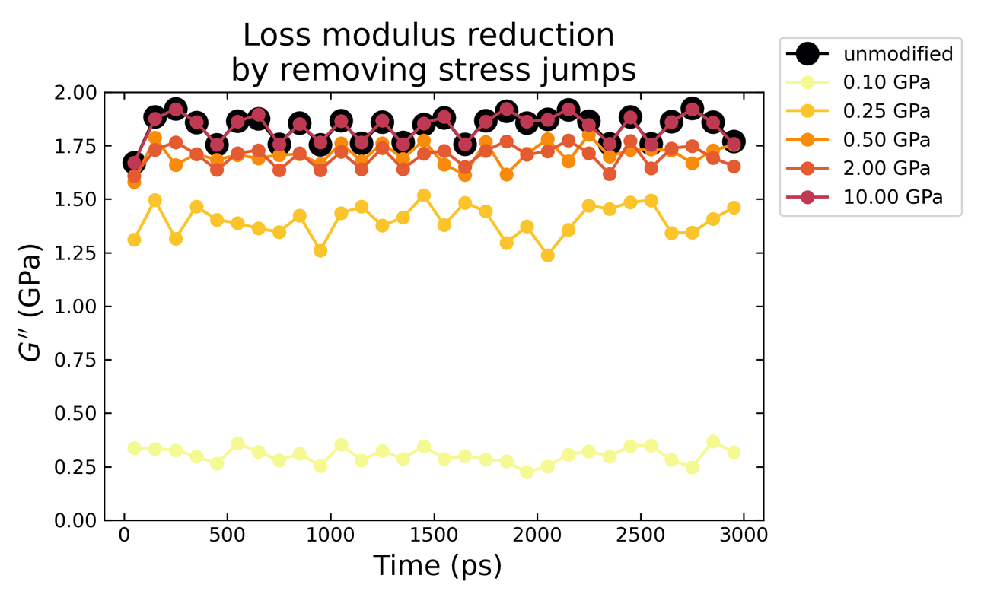 Loss modulus reduction
by removing stress jumps
unmodified
0.10 GPa
0.25 GPa
0.50 GPa
2.00 GPa
10.00 GPa
2.00
1.75
1.50
1.25
1.00
0.75
0.50
0.25
0.00
G″ (GPa)
0 500 1000 1500 2000 2500 3000
Time (ps)